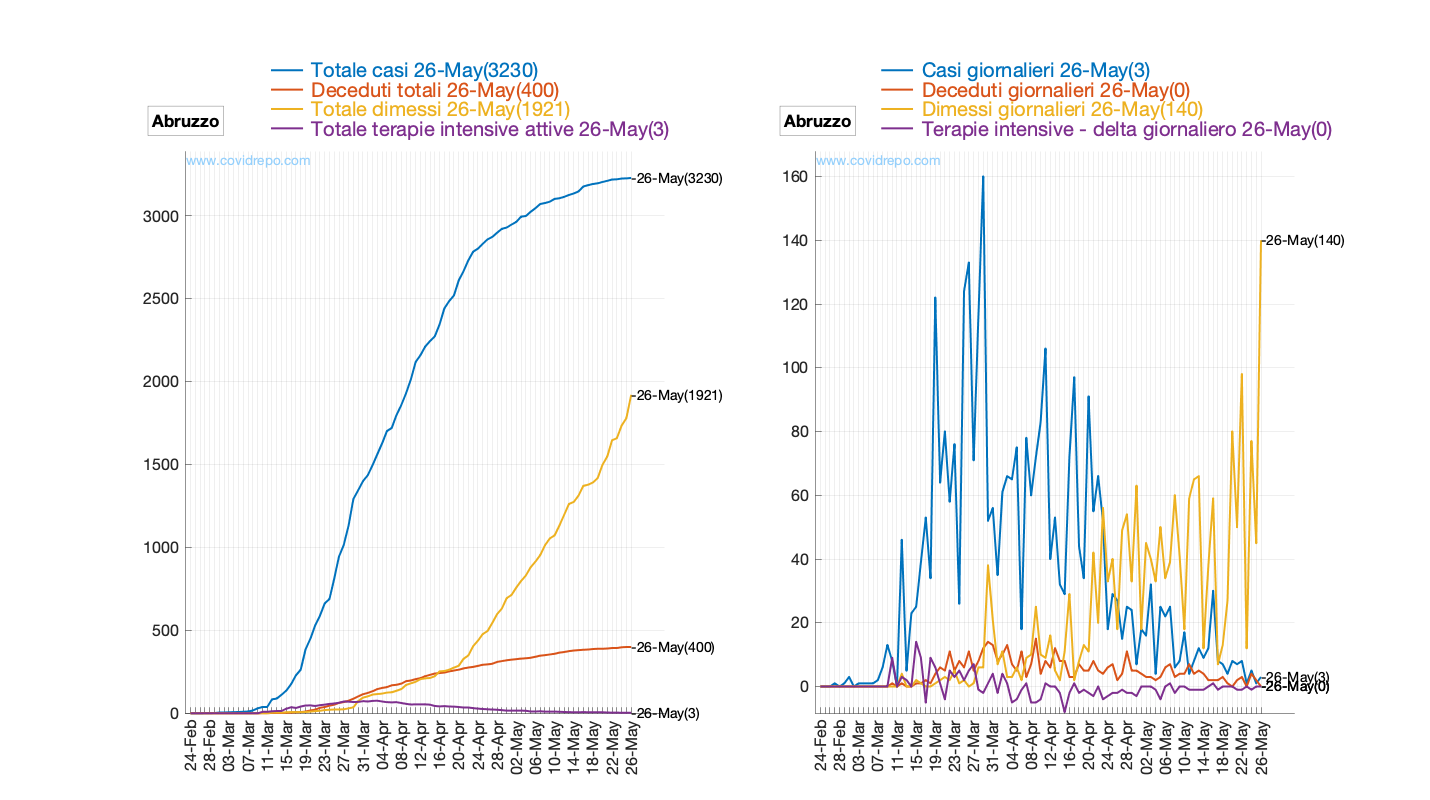 Totale casi 26-May(3230)
Deceduti totali 26-May(400)
Totale dimessi 26-May(1921)
Totale terapie intensive attive 26-May(3)
Abruzzo
www.covidrepo.com
3000
2500
2000
1500
1000
500
0
26-May(3230)
26-May(1921)
26-May(400)
26-May(3)
24-Feb
28-Feb
03-Mar
07-Mar
11-Mar
15-Mar
19-Mar
23-Mar
27-Mar
31-Mar
04-Apr
08-Apr
12-Apr
16-Apr
20-Apr
24-Apr
28-Apr
02-May
06-May
10-May
14-May
18-May
22-May
26-May
Casi giornalieri 26-May(3)
Deceduti giornalieri 26-May(0)
Dimessi giornalieri 26-May(140)
Terapie intensive - delta giornaliero 26-May(0)
Abruzzo
www.covidrepo.com
160
140
120
100
80
60
40
20
0
26-May(140)
26-May(3)
26-May(0)
26-May(0)
24-Feb
28-Feb
03-Mar
07-Mar
11-Mar
15-Mar
19-Mar
23-Mar
27-Mar
31-Mar
04-Apr
08-Apr
12-Apr
16-Apr
20-Apr
24-Apr
28-Apr
02-May
06-May
10-May
14-May
18-May
22-May
26-May